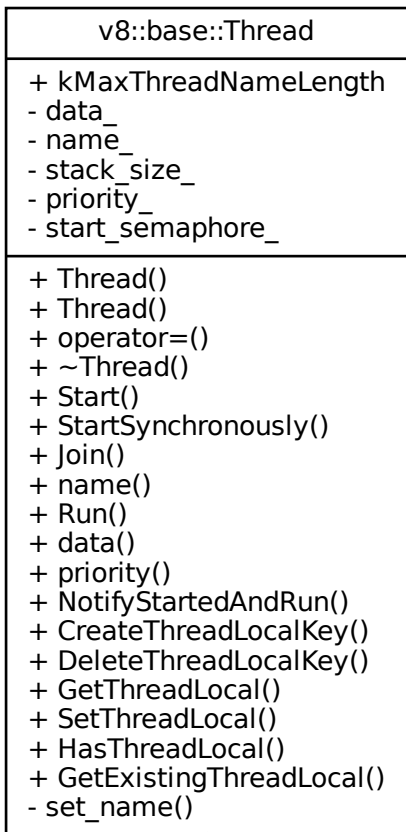 v8::base::Thread
+ kMaxThreadNameLength
- data_
- name_
- stack_size_
- priority_
- start_semaphore_
+ Thread()
+ Thread()
+ operator=()
+ ~Thread()
+ Start()
+ StartSynchronously()
+ Join()
+ name()
+ Run()
+ data()
+ priority()
+ NotifyStartedAndRun()
+ CreateThreadLocalKey()
+ DeleteThreadLocalKey()
+ GetThreadLocal()
+ SetThreadLocal()
+ HasThreadLocal()
+ GetExistingThreadLocal()
- set_name()